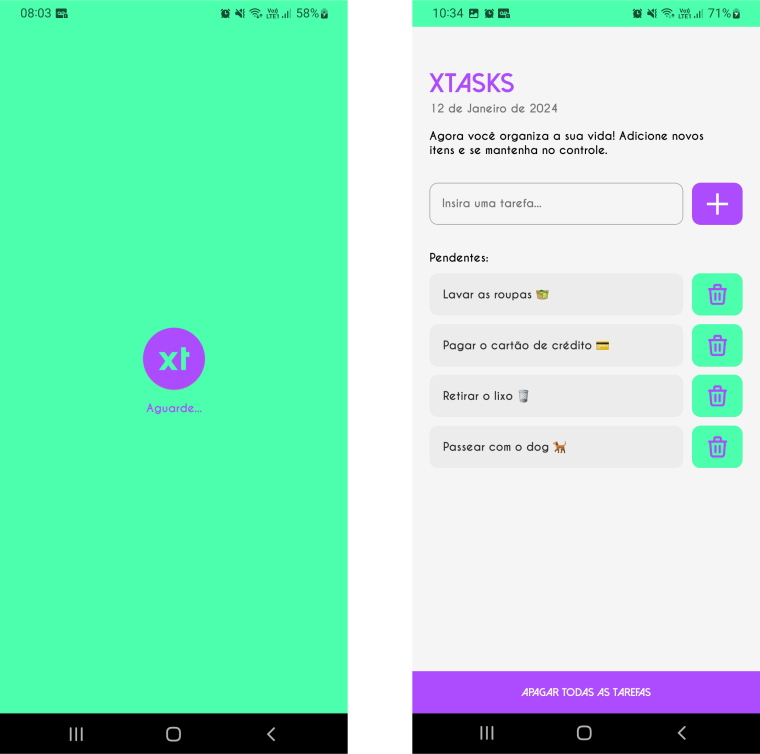 08:03
58%
xt
Aguarde...
10:34
71%
XTASKS
12 de Janeiro de 2024
Agora você organiza a sua vida! Adicione novos
itens e se mantenha no controle.
Insira uma tarefa...
Pendentes:
Lavar as roupas
Pagar o cartão de crédito 💳
Retirar o lixo 🗑️
Passear com o dog 🐕
APAGAR TODAS AS TAREFAS